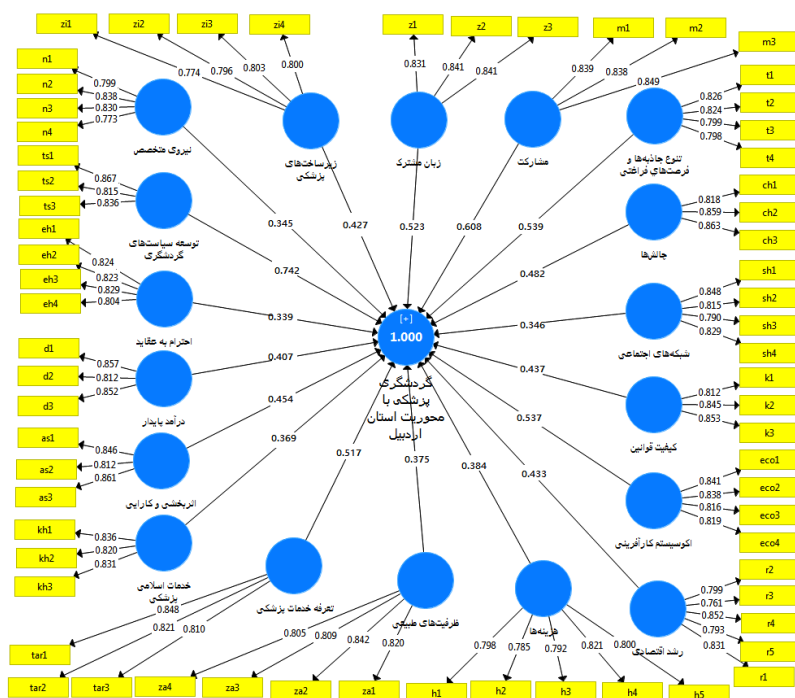 zi1
zi2
zi3
zi4
z1
z2
z3
m1
m2
m3
0.774
0.796
0.803
0.800
0.831
0.841
0.841
0.839
0.838
0.849
n1
n2
n3
n4
0.799
0.838
0.830
0.773
نیروی متخصص
زیرساخت‌های
پزشکی
زبان مشترک
مشارکت
t1
t2
t3
t4
0.826
0.824
0.799
0.798
تنوع جاذبه‌ها و
فرصت‌های فراغتی
ts1
ts2
ts3
0.867
0.815
0.836
توسعه سیاست‌های
گردشگری
ch1
ch2
ch3
0.818
0.859
0.863
چالش‌ها
eh1
eh2
eh3
eh4
0.824
0.823
0.829
0.804
احترام به عقاید
sh1
sh2
sh3
sh4
0.848
0.815
0.790
0.829
شبکه‌های اجتماعی
d1
d2
d3
0.857
0.812
0.852
درآمد پایدار
k1
k2
k3
0.812
0.845
0.853
کیفیت قوانین
as1
as2
as3
0.846
0.812
0.861
اثربخشی و کارایی
eco1
eco2
eco3
eco4
0.841
0.838
0.816
0.819
اکوسیستم کارآفرینی
kh1
kh2
kh3
0.836
0.820
0.831
خدمات اسلامی
پزشکی
r2
r3
r4
r5
r1
0.799
0.761
0.852
0.793
0.831
رشد اقتصادی
0.345
0.427
0.523
0.608
0.539
0.742
0.482
0.339
0.346
0.407
0.437
0.454
0.537
0.369
0.517
0.375
0.384
0.433
[+]
1.000
گردشگری
پزشکی با
محوریت استان
اردبیل
تعرفه خدمات پزشکی
ظرفیت‌های طبیعی
هزینه‌ها
0.848
0.821
0.810
0.805
0.809
0.842
0.820
0.798
0.785
0.792
0.821
0.800
tar1
tar2
tar3
za4
za3
za2
za1
h1
h2
h3
h4
h5